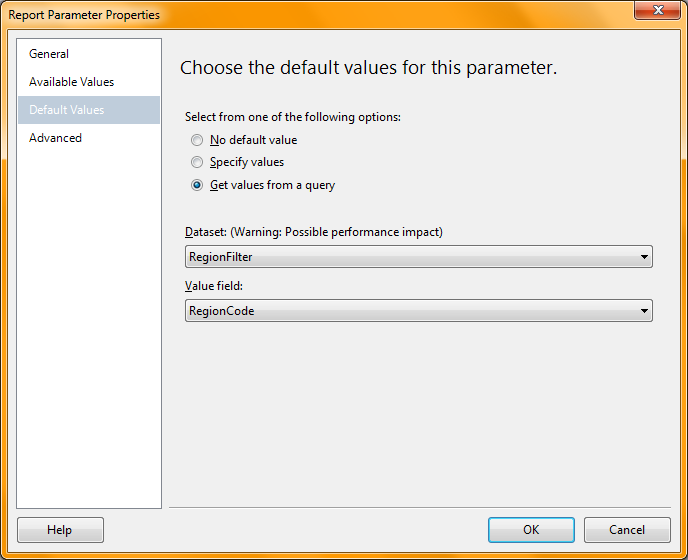 Report Parameter Properties
General
Available Values
Default Values
Advanced
Choose the default values for this parameter.
Select from one of the following options:
No default value
Specify values
Get values from a query
Dataset: (Warning: Possible performance impact)
RegionFilter
Value field:
RegionCode
Help
OK
Cancel